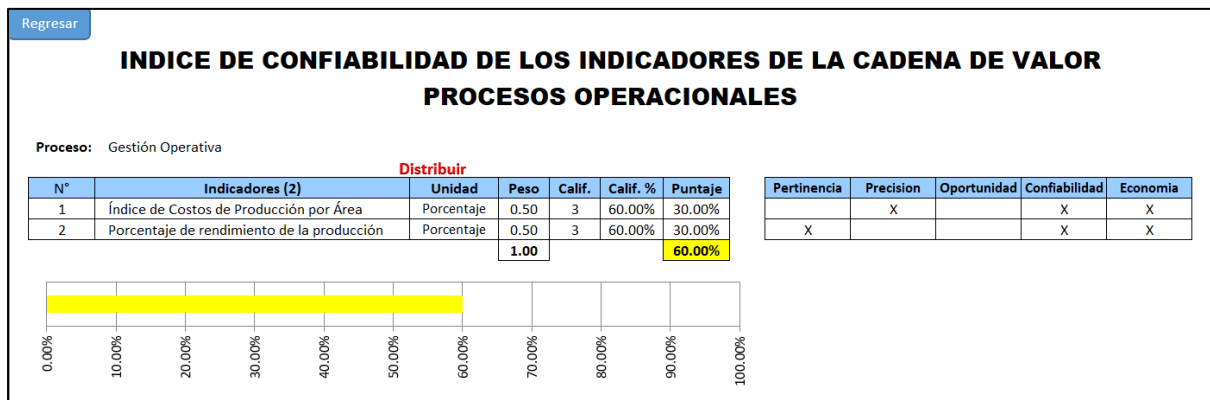 Regresar
INDICE DE CONFIABILIDAD DE LOS INDICADORES DE LA CADENA DE VALOR
PROCESOS OPERACIONALES
Proceso: Gestión Operativa
Distribuir
N° Indicadores (2) Unidad Peso Calif. Calif. % Puntaje Pertinencia Precision Oportunidad Confiabilidad Economia
1 Índice de Costos de Producción por Área Porcentaje 0.50 3 60.00% 30.00% X X X
2 Porcentaje de rendimiento de la producción Porcentaje 0.50 3 60.00% 30.00% X X X
1.00 60.00%
0.00% 10.00% 20.00% 30.00% 40.00% 50.00% 60.00% 70.00% 80.00% 90.00% 100.00%